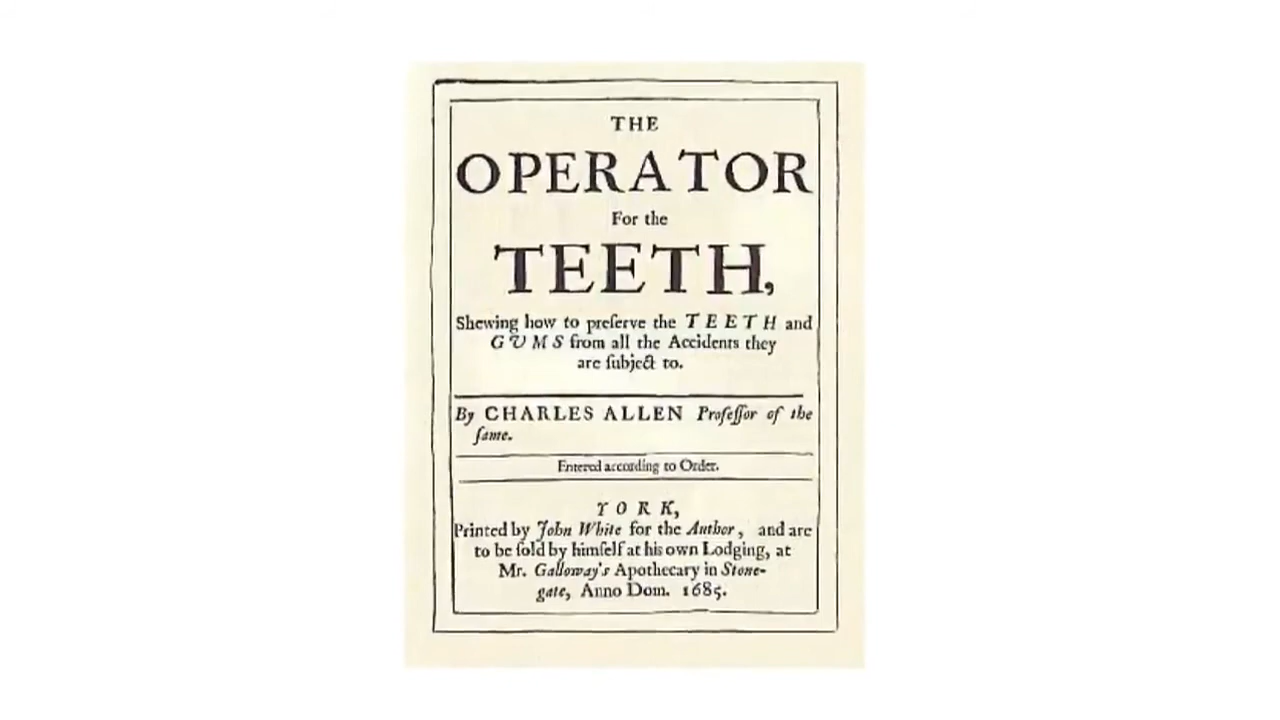 THE
OPERATOR
For the
TEETH,
Shewing how to preſerve the TEETH and
GUMS from all the Accidents they
are ſubject to.
By CHARLES ALLEN Profeſſor of the
ſame.
Entered according to Order.
YORK,
Printed by John White for the Author, and are
to be ſold by himſelf at his own Lodging, at
Mr. Galloway's Apothecary in Stone-
gate, Anno Dom. 1685.